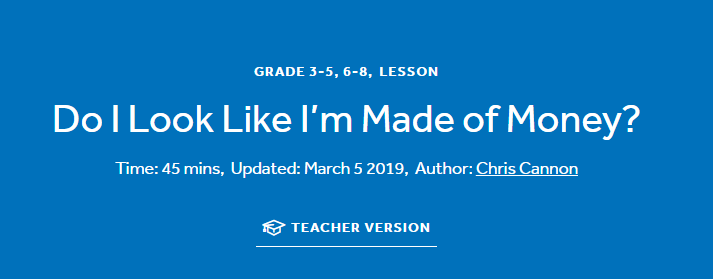 GRADE 3-5, 6-8, LESSON
Do I Look Like I’m Made of Money?
Time: 45 mins, Updated: March 5 2019, Author: Chris Cannon
TEACHER VERSION